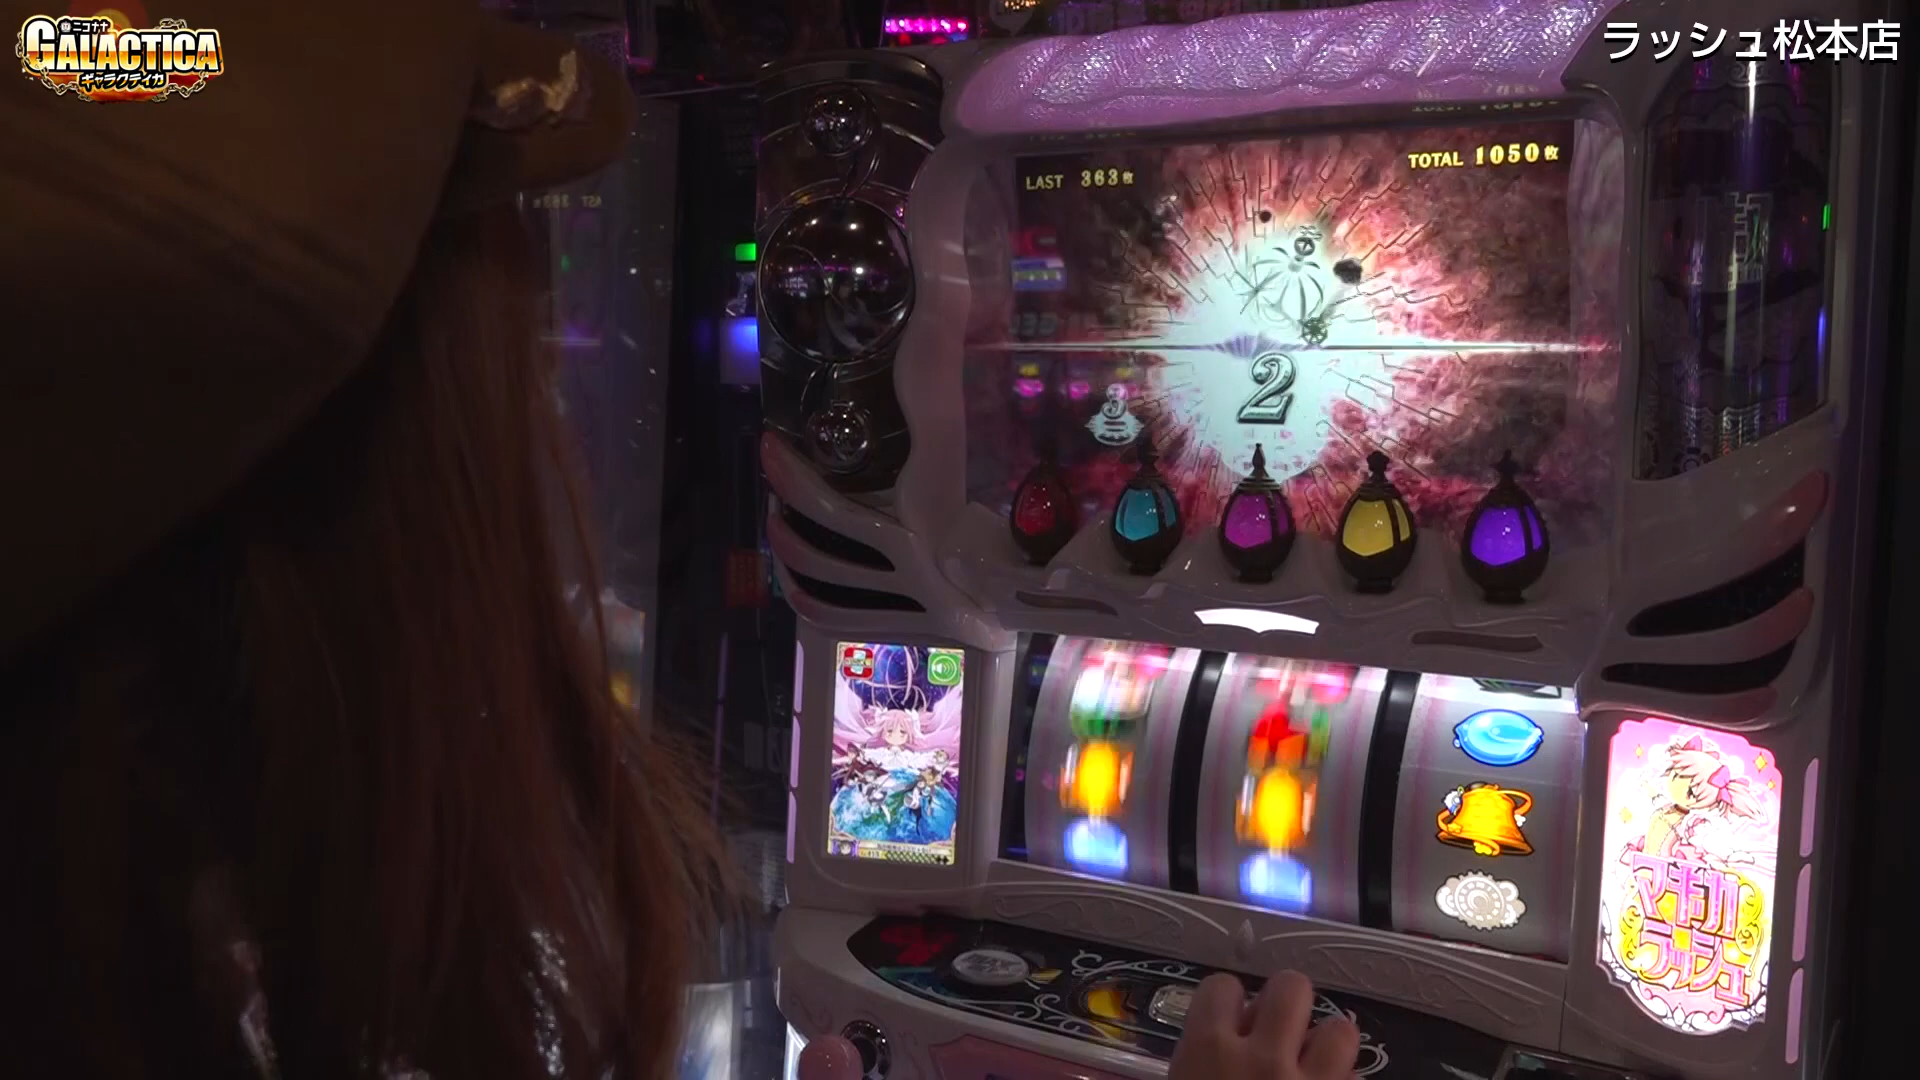 ニコナナ
GALACTICA
ギャラクティカ
ラッシュ松本店
LAST 363枚
TOTAL 1050枚
3
2
マギカ
ラッシュ